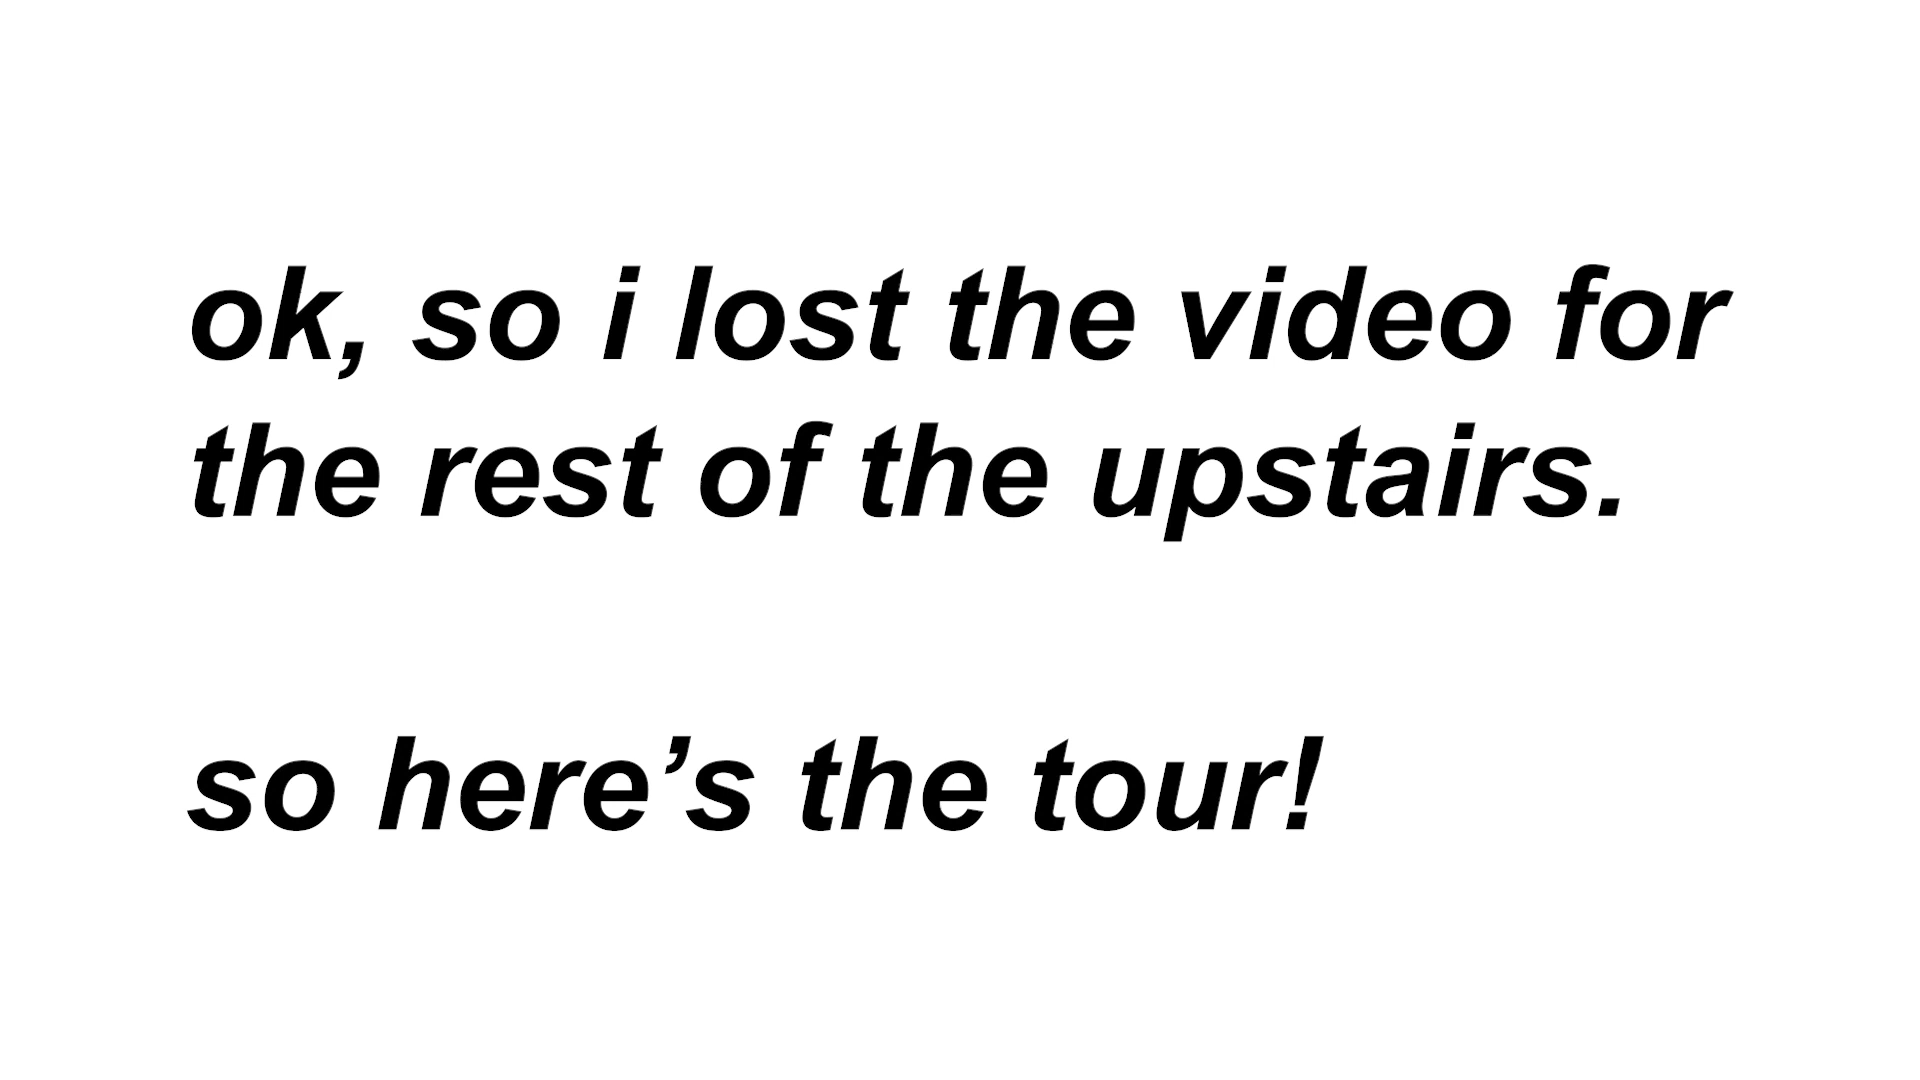 ok, so i lost the video for
the rest of the upstairs.
so here’s the tour!